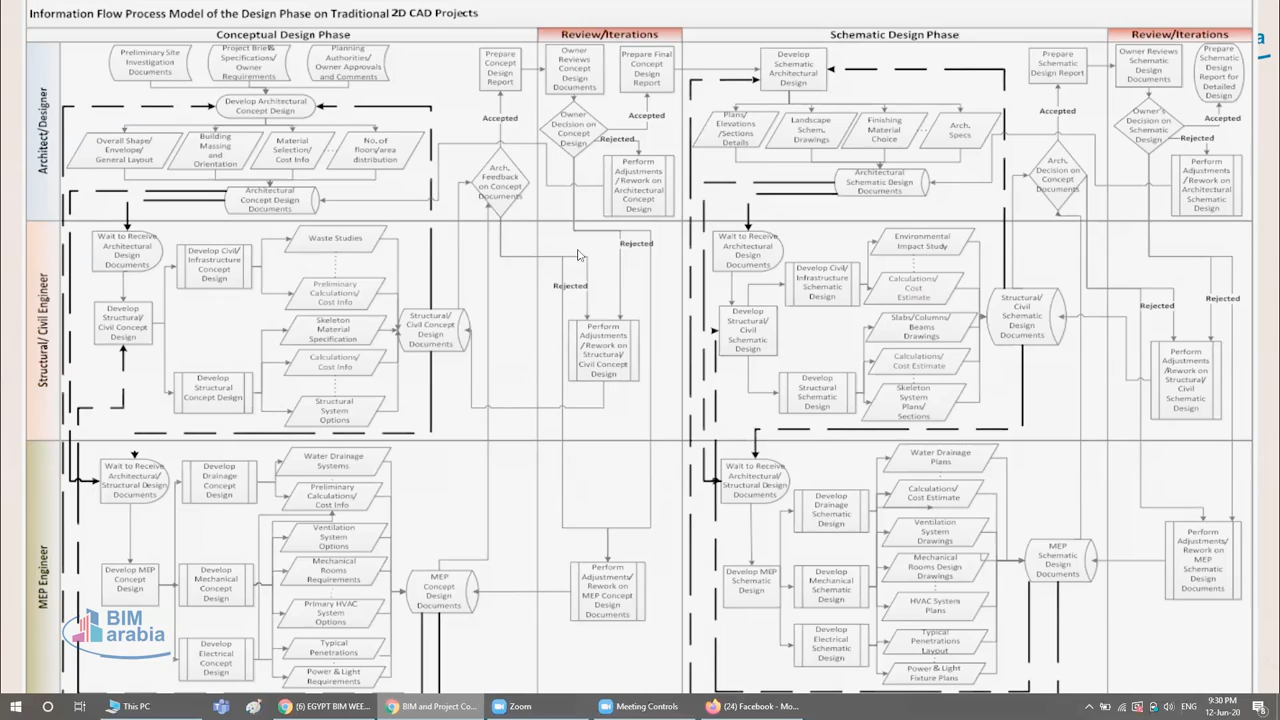 Information Flow Process Model of the Design Phase on Traditional 2D CAD Projects
Conceptual Design Phase
Review/Iterations
Schematic Design Phase
Review/Iterations
Architect/Designer
Preliminary Site
Investigation
Documents
Project Brief&
Specifications/
Owner
Requirements
Planning
Authorities/
Owner Approvals
and Comments
Develop Architectural
Concept Design
Overall Shape/
Envelope/
General Layout
Building
Massing
and
Orientation
Material
Selection/
Cost Info
No. of
floor/area
distribution
Architectural
Concept Design
Documents
Prepare
Concept
Design
Report
Accepted
Arch.
Feedback
on Concept
Documents
Owner
Reviews
Concept
Design
Documents
Owner
Decision on
Concept
Design
Prepare Final
Concept
Design Report
Accepted
Rejected
Perform
Adjustments
/Rework on
Architectural
Concept
Design
Develop
Schematic
Architectural
Design
Plans/
Elevations
/Sections
Details
Landscape
Schem.
Drawings
Finishing
Material
Choice
Arch.
Specs
Architectural
Schematic Design
Documents
Prepare
Schematic
Design Report
Accepted
Arch.
Decision on
Concept
Documents
Owner Reviews
Schematic
Design
Documents
Owner's
Decision on
Schematic
Design
Prepare
Schematic
Design
Report for
Detailed
Design
Accepted
Rejected
Perform
Adjustments
/Rework on
Architectural
Schematic
Design
Structural/ Civil Engineer
Wait to Receive
Architectural
Design
Documents
Develop
Structural/
Civil Concept
Design
Develop Civil/
Infrastructure
Concept
Design
Develop
Structural
Concept Design
Waste Studies
Preliminary
Calculations/
Cost Info
Skeleton
Material
Specification
Calculations/
Cost Info
Structural
System
Options
Structural/
Civil Concept
Design
Documents
Rejected
Rejected
Perform
Adjustments
/Rework on
Structural/
Civil Concept
Design
Wait to Receive
Architectural
Design
Documents
Develop
Structural/
Civil
Schematic
Design
Develop Civil/
Infrastructure
Schematic
Design
Develop
Structural
Schematic
Design
Environmental
Impact Study
Calculations/
Cost
Estimate
Slabs/Columns/
Beams
Drawings
Calculations/
Cost Estimate
Skeleton
System
Plans/
Sections
Structural/
Civil
Schematic
Design
Documents
Rejected
Rejected
Perform
Adjustments
/Rework on
Structural/
Civil
Schematic
Design
MEP Engineer
Wait to Receive
Architectural/
Structural Design
Documents
Develop MEP
Concept
Design
Develop
Drainage
Concept
Design
Develop
Mechanical
Concept
Design
Develop
Electrical
Concept
Design
Water Drainage
Systems
Preliminary
Calculations/
Cost Info
Ventilation
System
Options
Mechanical
Rooms
Requirements
Primary HVAC
System
Options
Typical
Penetrations
Power & Light
Requirements
MEP
Concept
Design
Documents
Perform
Adjustments/
Rework on
MEP Concept
Design
Documents
Wait to Receive
Architectural/
Structural Design
Documents
Develop MEP
Schematic
Design
Develop
Drainage
Schematic
Design
Develop
Mechanical
Schematic
Design
Develop
Electrical
Schematic
Design
Water Drainage
Plans
Calculations/
Cost Estimate
Ventilation
System
Drawings
Mechanical
Rooms Design
Drawings
HVAC System
Plans
Typical
Penetrations
Layout
Power & Light
Fixture Plans
MEP
Schematic
Design
Documents
Perform
Adjustments/
Rework on
MEP
Schematic
Design
Documents
BIM
arabia
a
This PC
(6) EGYPT BIM WEE...
BIM and Project Co...
Zoom
Meeting Controls
(24) Facebook - Mo...
ENG
9:30 PM
12-Jun-20